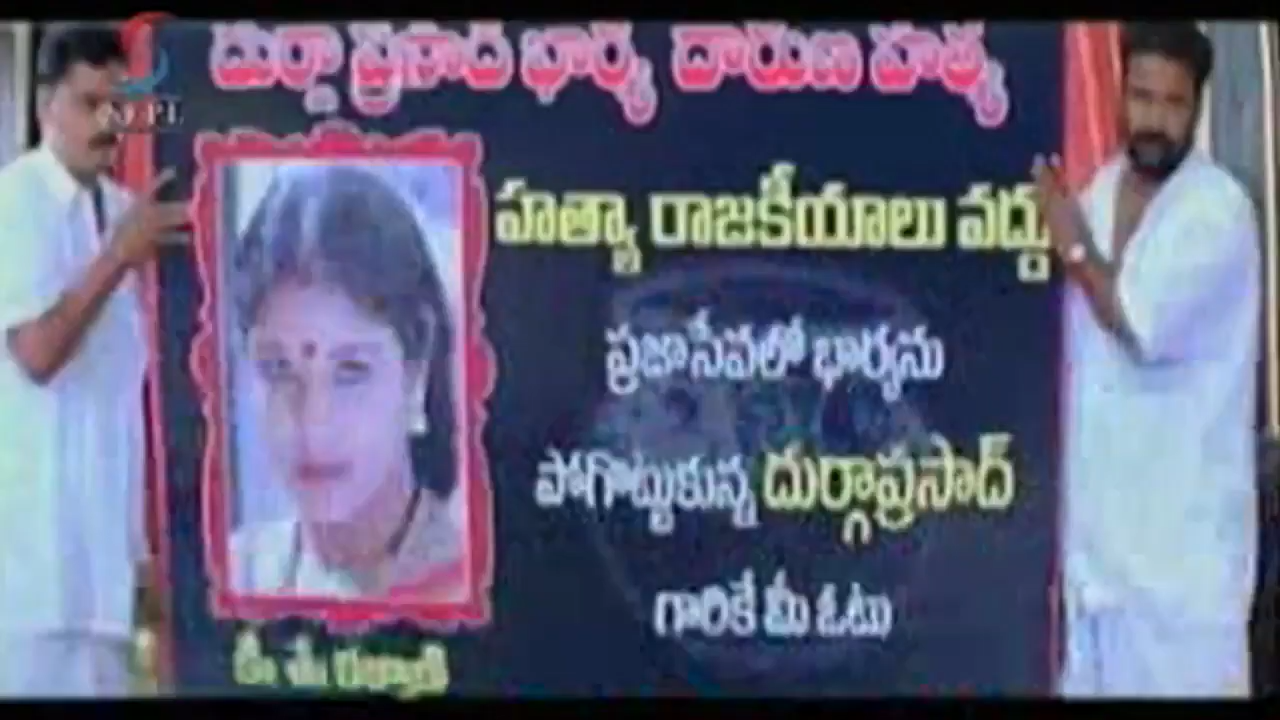 దుర్గా ప్రసాద్ భార్య దారుణ హత్య
హత్యా రాజకీయాలు వద్దు
ప్రజాసేవలో భార్యను
పోగొట్టుకున్న దుర్గాప్రసాద్
గారికే మీ ఓటు